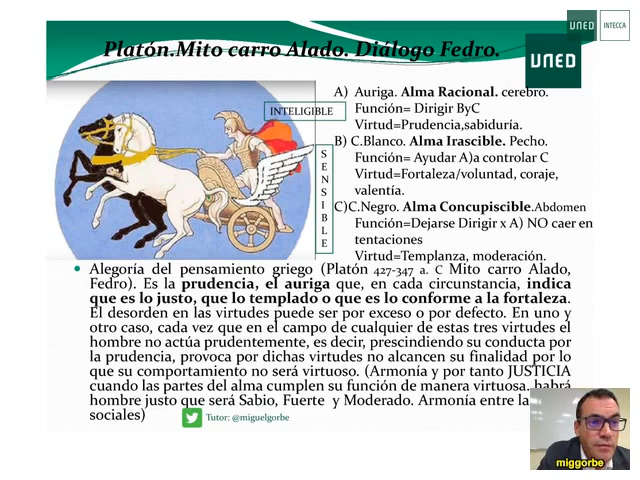 UNED
INTECCA
Platón.Mito carro Alado. Diálogo Fedro.
UNED
INTELIGIBLE
SENSIBLE
A) Auriga. Alma Racional. cerebro.
Función= Dirigir ByC
Virtud=Prudencia,sabiduría.
B) C.Blanco. Alma Irascible. Pecho.
Función= Ayudar A)a controlar C
Virtud=Fortaleza/voluntad, coraje,
valentía.
C)C.Negro. Alma Concupiscible.Abdomen
Función=Dejarse Dirigir x A) NO caer en
tentaciones
Virtud=Templanza, moderación.
• Alegoría del pensamiento griego (Platón 427-347 a. C Mito carro Alado,
Fedro). Es la prudencia, el auriga que, en cada circunstancia, indica
que es lo justo, que lo templado o que es lo conforme a la fortaleza.
El desorden en las virtudes puede ser por exceso o por defecto. En uno y
otro caso, cada vez que en el campo de cualquier de estas tres virtudes el
hombre no actúa prudentemente, es decir, prescindiendo su conducta por
la prudencia, provoca por dichas virtudes no alcancen su finalidad por lo
que su comportamiento no será virtuoso. (Armonía y por tanto JUSTICIA
cuando las partes del alma cumplen su función de manera virtuosa. habrá
hombre justo que será Sabio, Fuerte y Moderado. Armonía entre la
sociales)
Tutor: @miguelgorbe
miggorbe